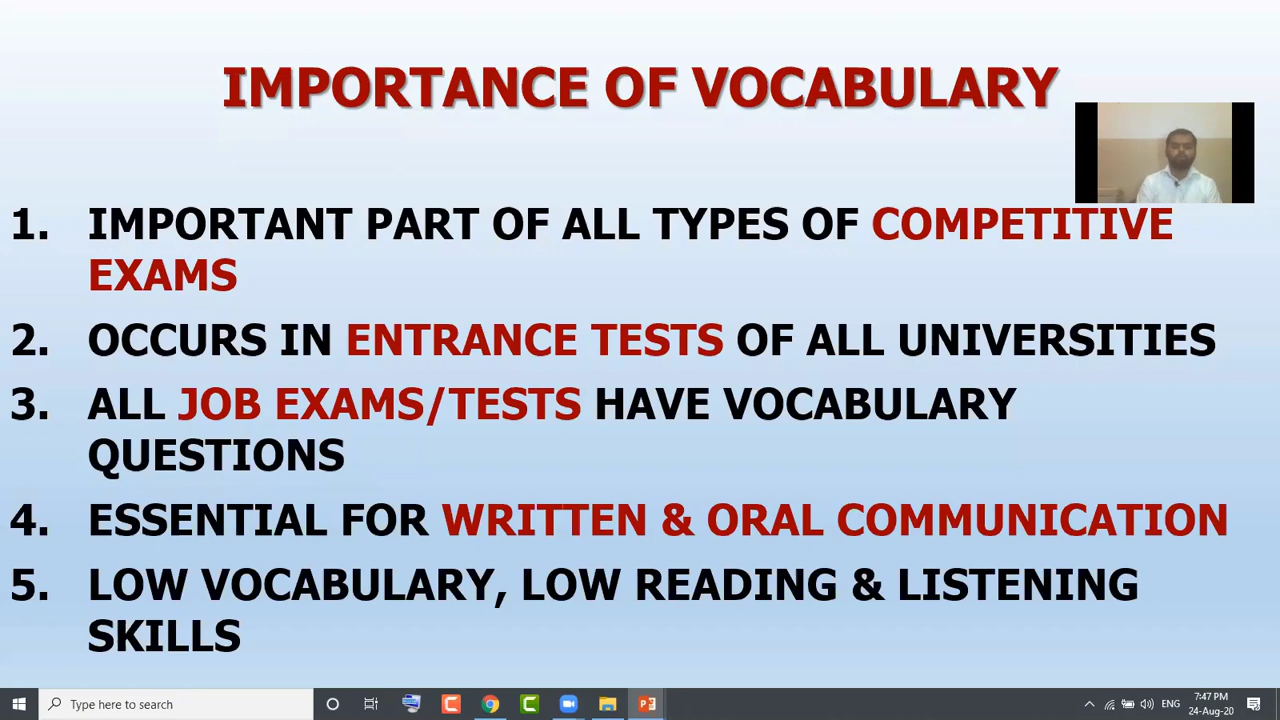 IMPORTANCE OF VOCABULARY
1. IMPORTANT PART OF ALL TYPES OF COMPETITIVE
EXAMS
2. OCCURS IN ENTRANCE TESTS OF ALL UNIVERSITIES
3. ALL JOB EXAMS/TESTS HAVE VOCABULARY
QUESTIONS
4. ESSENTIAL FOR WRITTEN & ORAL COMMUNICATION
5. LOW VOCABULARY, LOW READING & LISTENING
SKILLS
Type here to search
ENG
7:47 PM
24-Aug-20